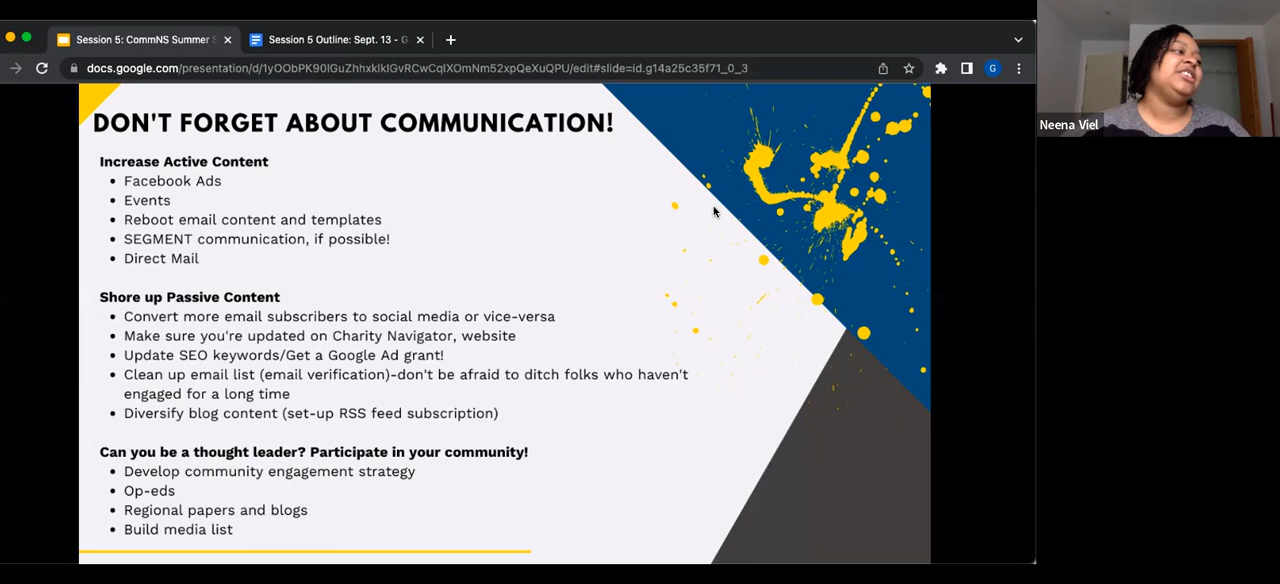 Session 5: CommNS Summer S
Session 5 Outline: Sept. 13 - G
docs.google.com/presentation/d/1yOObPK90IGuZhhxkIkIGvRCwCqIXOmNm52xpQeXuQPU/edit#slide=id.g14a25c35f71_0_3
G
Neena Viel
DON'T FORGET ABOUT COMMUNICATION!
Increase Active Content
• Facebook Ads
• Events
• Reboot email content and templates
• SEGMENT communication, if possible!
• Direct Mail
Shore up Passive Content
• Convert more email subscribers to social media or vice-versa
• Make sure you're updated on Charity Navigator, website
• Update SEO keywords/Get a Google Ad grant!
• Clean up email list (email verification)-don't be afraid to ditch folks who haven't
engaged for a long time
• Diversify blog content (set-up RSS feed subscription)
Can you be a thought leader? Participate in your community!
• Develop community engagement strategy
• Op-eds
• Regional papers and blogs
• Build media list